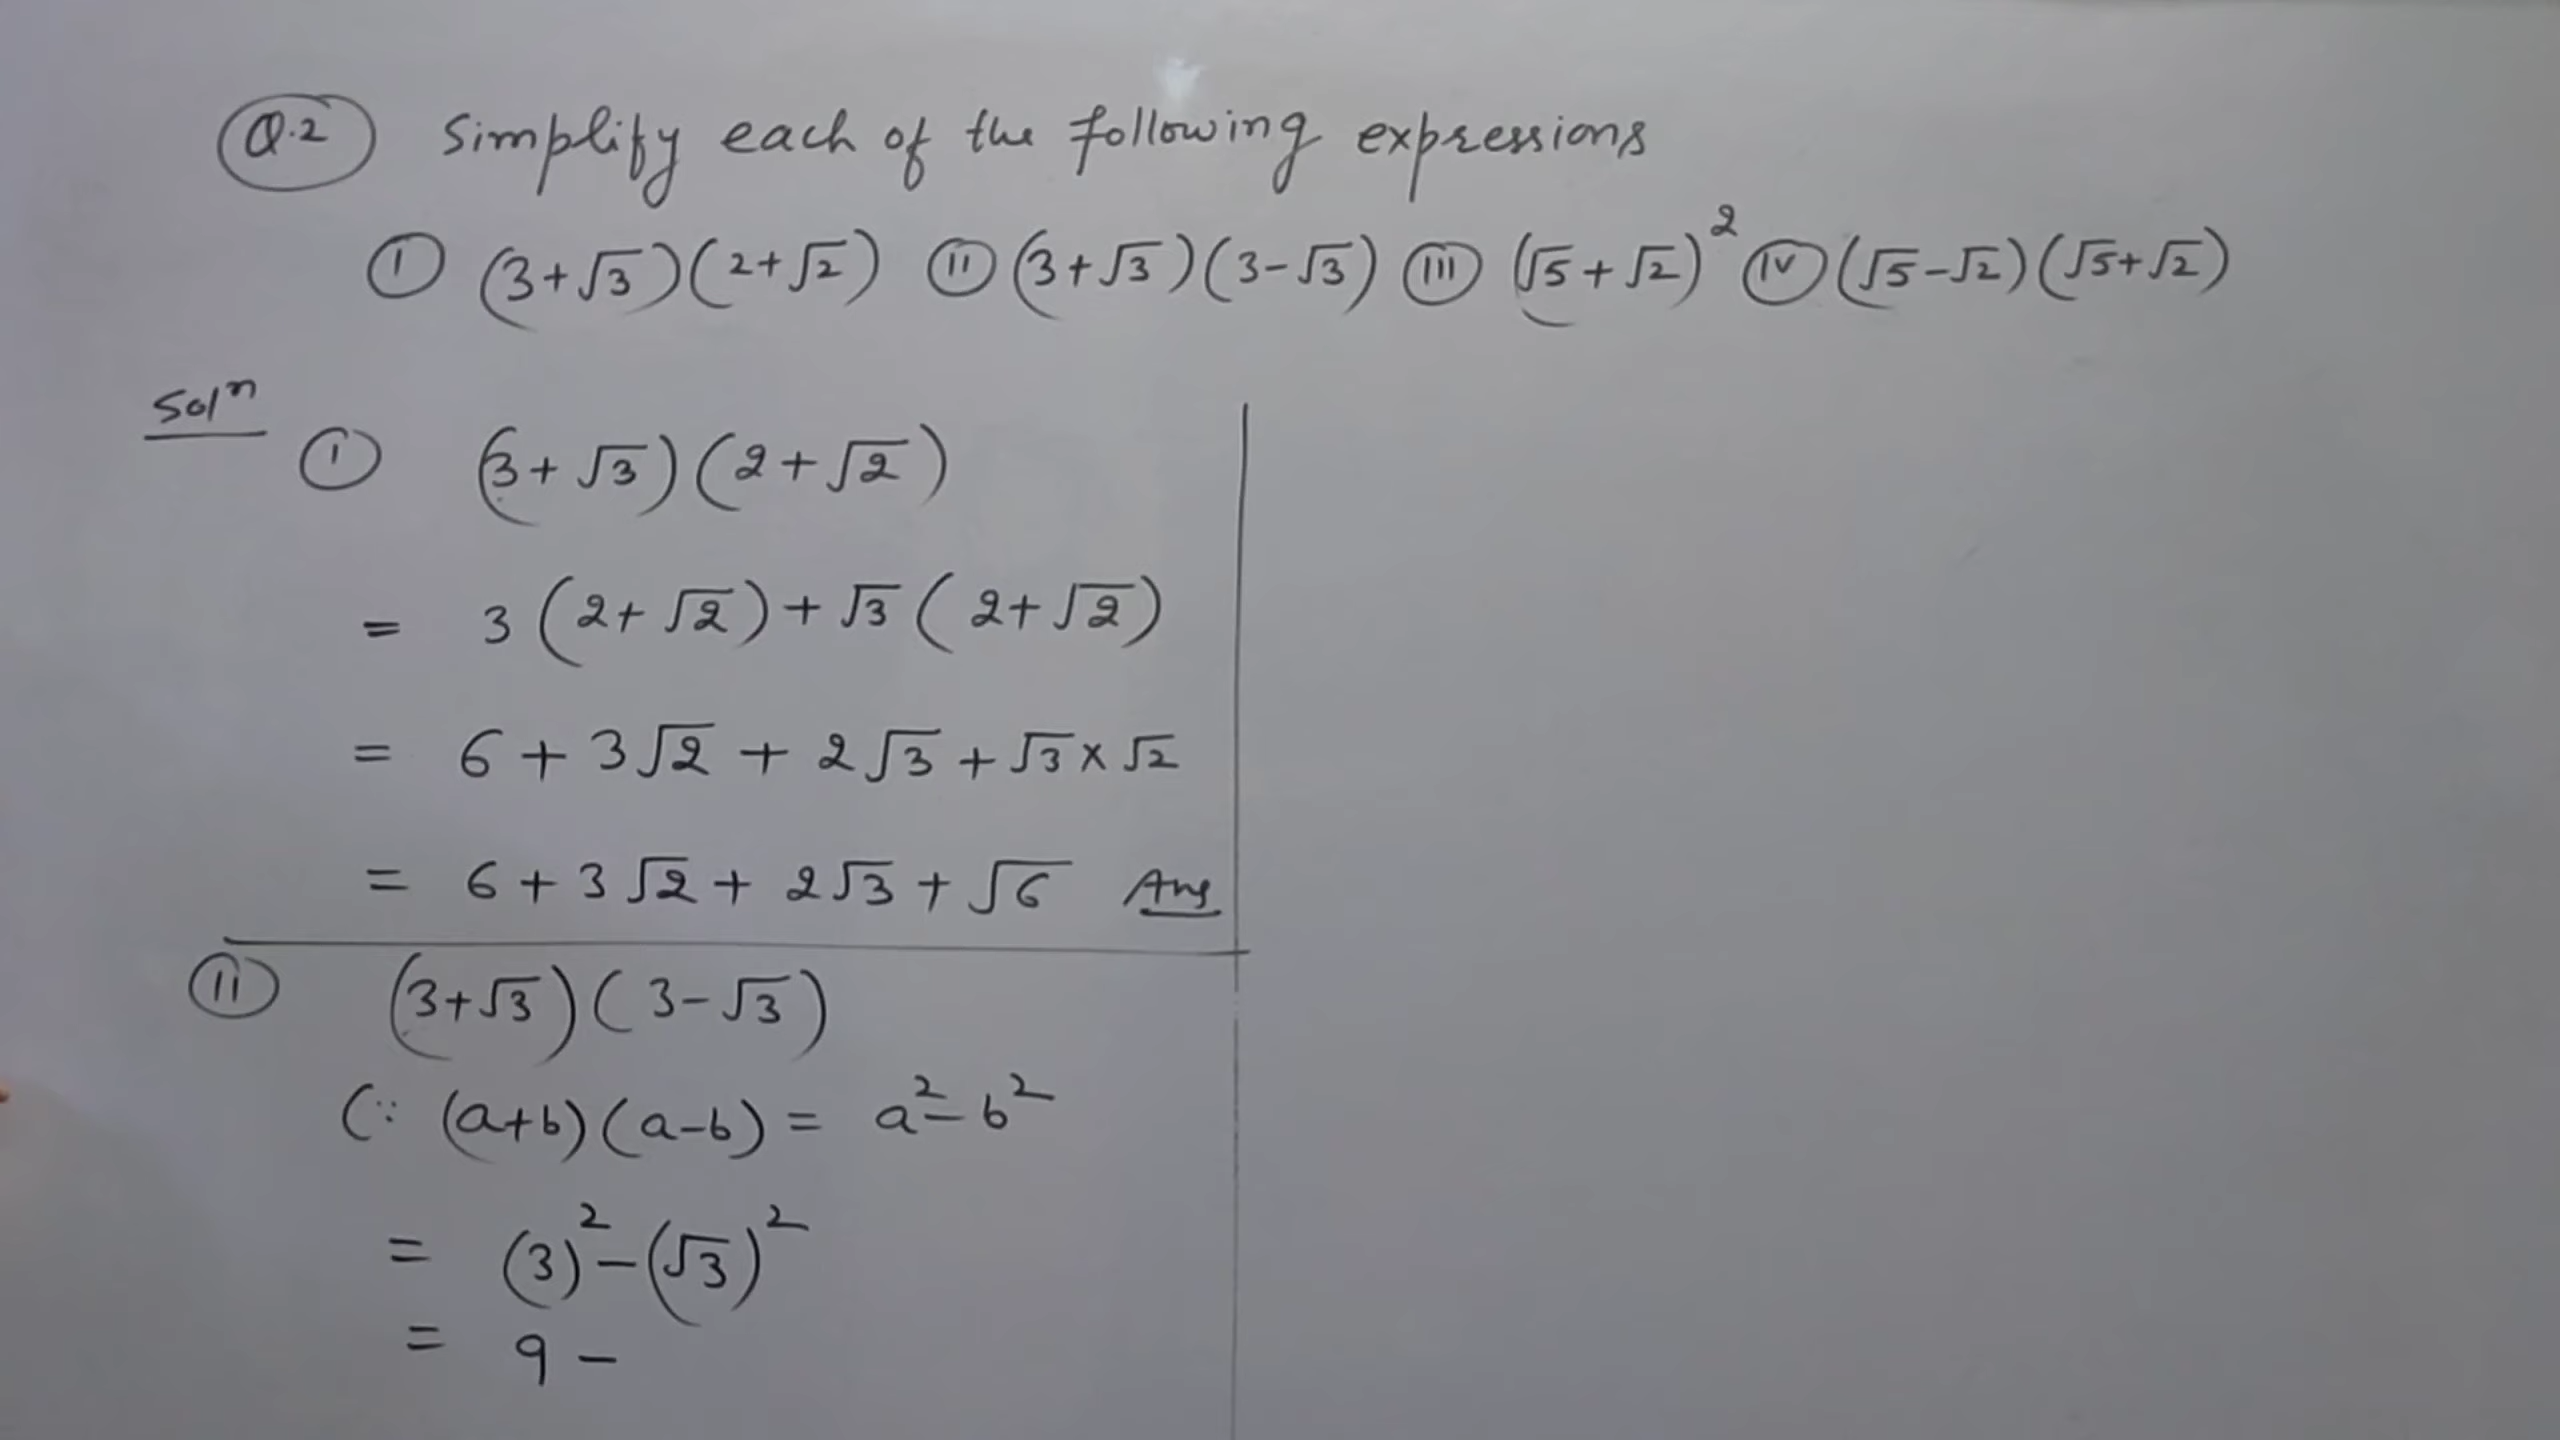 Q.2 Simplify each of the following expressions
(i) (3+√3)(2+√2) (ii) (3+√3)(3-√3) (iii) (√5+√2)² (iv) (√5-√2)(√5+√2)
Solⁿ
(i) (3+√3)(2+√2)
= 3(2+√2)+√3(2+√2)
= 6+3√2+2√3+√3×√2
= 6+3√2+2√3+√6 Ans
(ii) (3+√3)(3-√3)
(∵ (a+b)(a-b) = a²-b²
= (3)²-(√3)²
= 9-